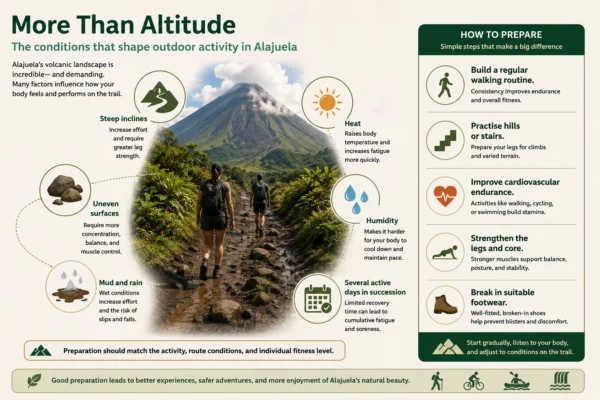 More Than Altitude
The conditions that shape outdoor activity in Alajuela
Alajuela's volcanic landscape is
incredible— and demanding.
Many factors influence how your
body feels and performs on the trail.
Steep inclines
Increase effort
and require
greater leg
strength.
Uneven
surfaces
Require more
concentration,
balance, and
muscle control.
Mud and rain
Wet conditions
increase effort
and the risk of
slips and falls.
Heat
Raises body
temperature and
increases fatigue
more quickly.
Humidity
Makes it harder
for your body to
cool down and
maintain pace.
Several active
days in succession
Limited recovery
time can lead to
cumulative fatigue
and soreness.
Preparation should match the activity, route conditions, and individual fitness level.
HOW TO PREPARE
Simple steps that make a big difference
Build a regular
walking routine.
Consistency improves endurance
and overall fitness.
Practise hills
or stairs.
Prepare your legs for climbs
and varied terrain.
Improve cardiovascular
endurance.
Activities like walking, cycling,
or swimming build stamina.
Strengthen the
legs and core.
Stronger muscles support balance,
posture, and stability.
Break in suitable
footwear.
Well-fitted, broken-in shoes
help prevent blisters and discomfort.
Start gradually, listen to your body,
and adjust to conditions on the trail.
Good preparation leads to better experiences, safer adventures, and more enjoyment of Alajuela's natural beauty.